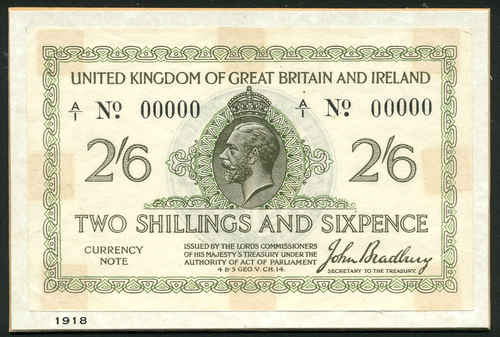 UNITED KINGDOM OF GREAT BRITAIN AND IRELAND
A/1 No. 00000 A/1 No. 00000
2/6 2/6
TWO SHILLINGS AND SIXPENCE
CURRENCY
NOTE
ISSUED BY THE LORDS COMMISSIONERS
OF HIS MAJESTY'S TREASURY UNDER THE
AUTHORITY OF ACT OF PARLIAMENT
4 & 5 GEO. V. CH. 14.
John Bradbury
SECRETARY TO THE TREASURY.
1918